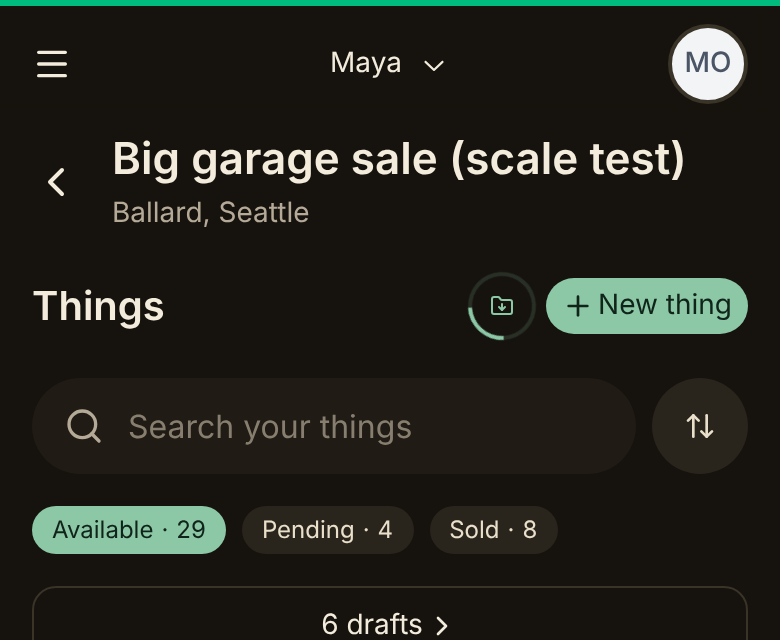 Maya
MO
Big garage sale (scale test)
Ballard, Seattle
Things
New thing
Search your things
Available · 29
Pending · 4
Sold · 8
6 drafts